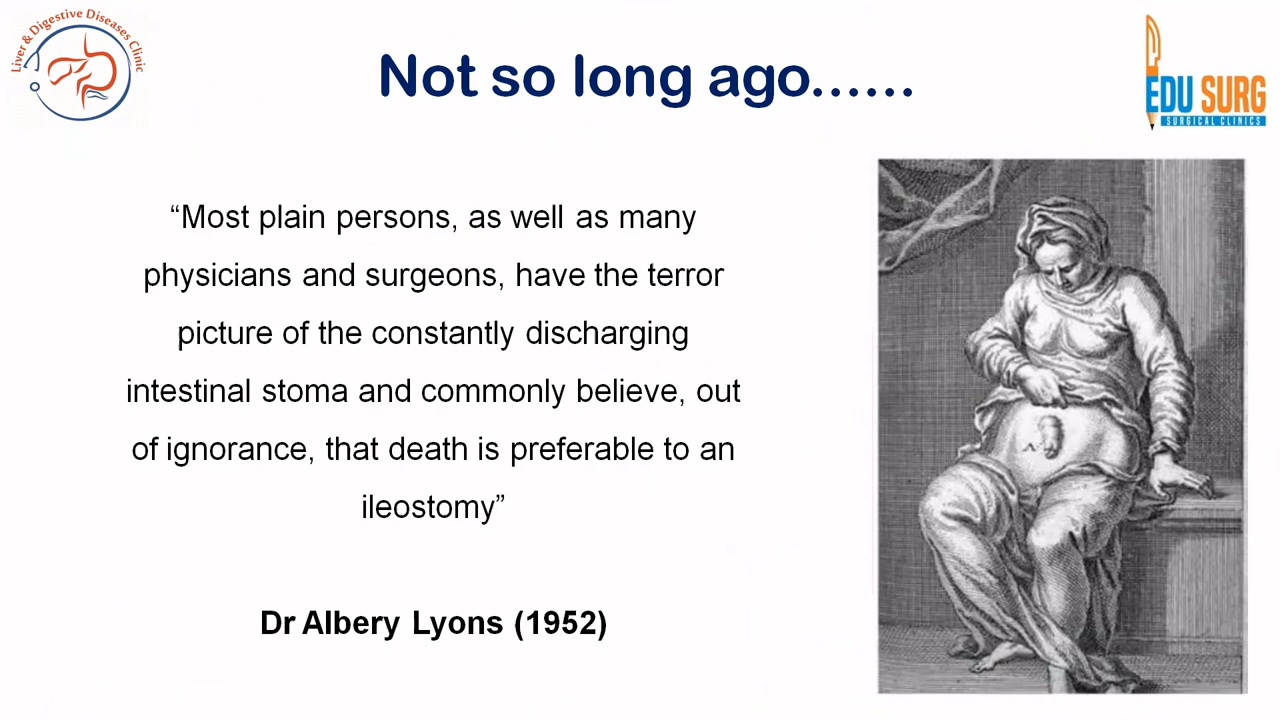 Liver & Digestive Diseases Clinic
Not so long ago......
EDU SURG
SURGICAL CLINICS
“Most plain persons, as well as many
physicians and surgeons, have the terror
picture of the constantly discharging
intestinal stoma and commonly believe, out
of ignorance, that death is preferable to an
ileostomy”
Dr Albery Lyons (1952)